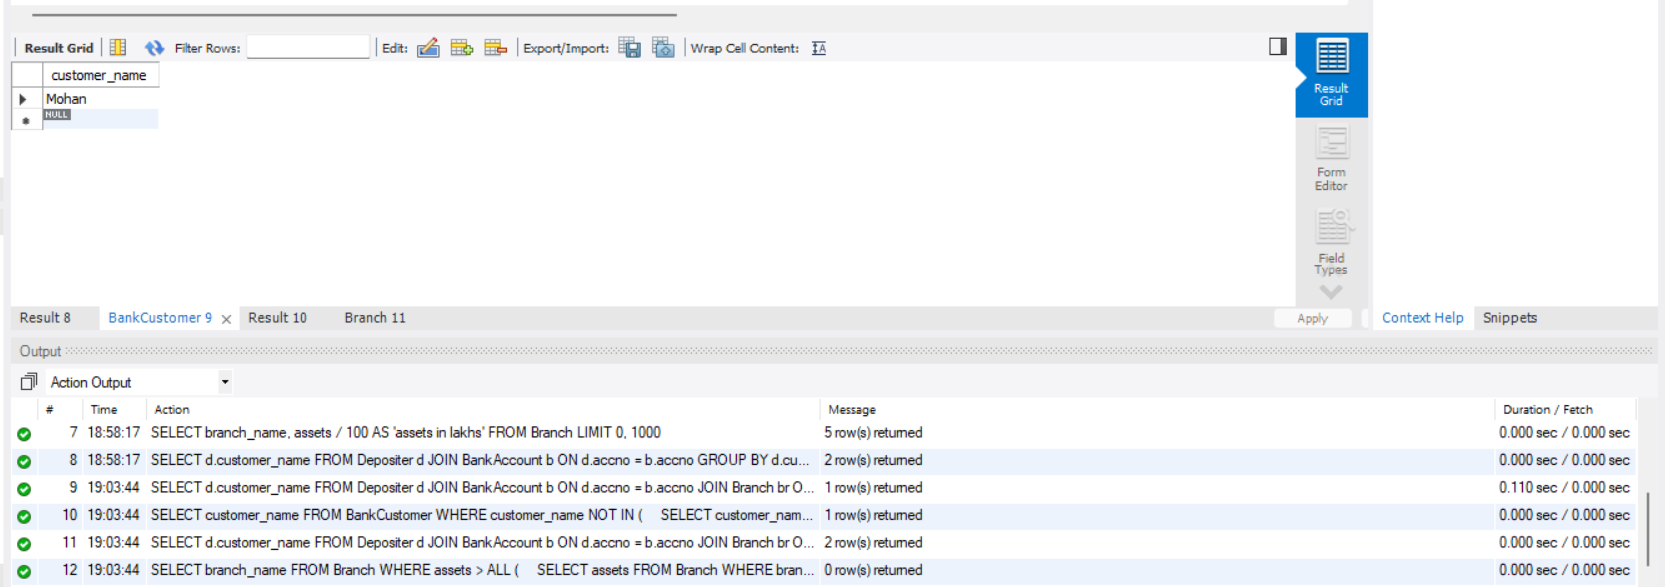 Result Grid Filter Rows: Edit: Export/Import: Wrap Cell Content: IA
customer_name
Mohan
NULL
Result Grid
Form Editor
Field Types
Result 8 BankCustomer 9 × Result 10 Branch 11 Apply Context Help Snippets
Output
Action Output
# Time Action Message Duration / Fetch
7 18:58:17 SELECT branch_name, assets / 100 AS 'assets in lakhs' FROM Branch LIMIT 0, 1000 5 row(s) returned 0.000 sec / 0.000 sec
8 18:58:17 SELECT d.customer_name FROM Depositer d JOIN BankAccount b ON d.accno = b.accno GROUP BY d.cu... 2 row(s) returned 0.000 sec / 0.000 sec
9 19:03:44 SELECT d.customer_name FROM Depositer d JOIN BankAccount b ON d.accno = b.accno JOIN Branch br O... 1 row(s) returned 0.110 sec / 0.000 sec
10 19:03:44 SELECT customer_name FROM BankCustomer WHERE customer_name NOT IN ( SELECT customer_nam... 1 row(s) returned 0.000 sec / 0.000 sec
11 19:03:44 SELECT d.customer_name FROM Depositer d JOIN BankAccount b ON d.accno = b.accno JOIN Branch br O... 2 row(s) returned 0.000 sec / 0.000 sec
12 19:03:44 SELECT branch_name FROM Branch WHERE assets > ALL ( SELECT assets FROM Branch WHERE bran... 0 row(s) returned 0.000 sec / 0.000 sec